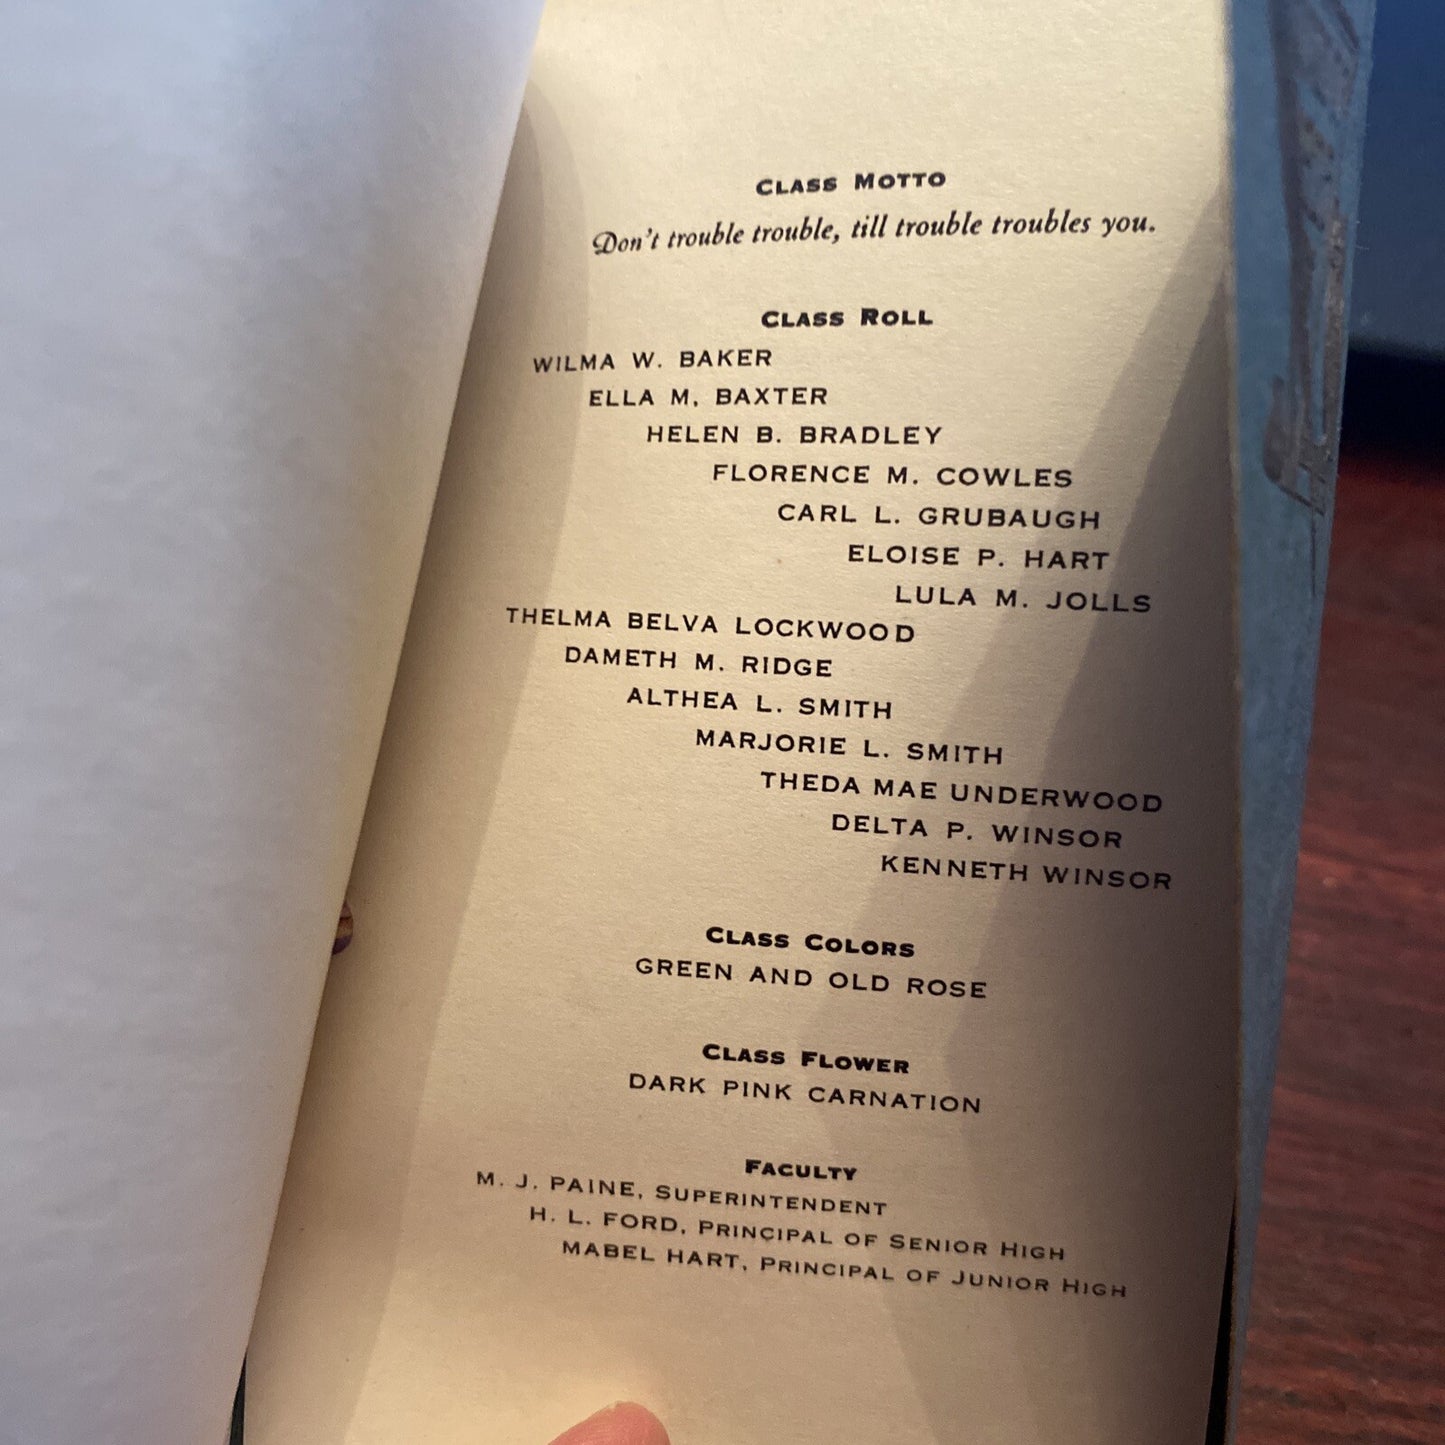 CLASS MOTTO
Don't trouble trouble, till trouble troubles you.
CLASS ROLL
WILMA W. BAKER
ELLA M. BAXTER
HELEN B. BRADLEY
FLORENCE M. COWLES
CARL L. GRUBAUGH
ELOISE P. HART
LULA M. JOLLS
THELMA BELVA LOCKWOOD
DAMETH M. RIDGE
ALTHEA L. SMITH
MARJORIE L. SMITH
THEDA MAE UNDERWOOD
DELTA P. WINSOR
KENNETH WINSOR
CLASS COLORS
GREEN AND OLD ROSE
CLASS FLOWER
DARK PINK CARNATION
FACULTY
M. J. PAINE, SUPERINTENDENT
H. L. FORD, PRINCIPAL OF SENIOR HIGH
MABEL HART, PRINCIPAL OF JUNIOR HIGH